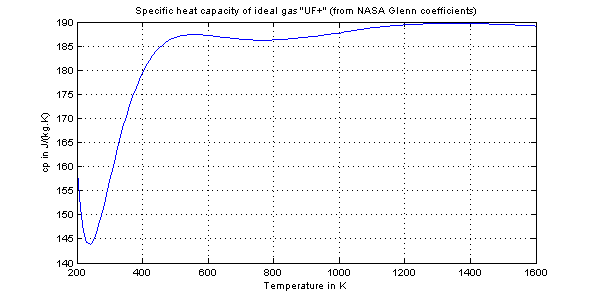 Specific heat capacity of ideal gas "UF+" (from NASA Glenn coefficients)
190
185
180
175
170
165
160
155
150
145
140
cp in J/(kg.K)
200 400 600 800 1000 1200 1400 1600
Temperature in K